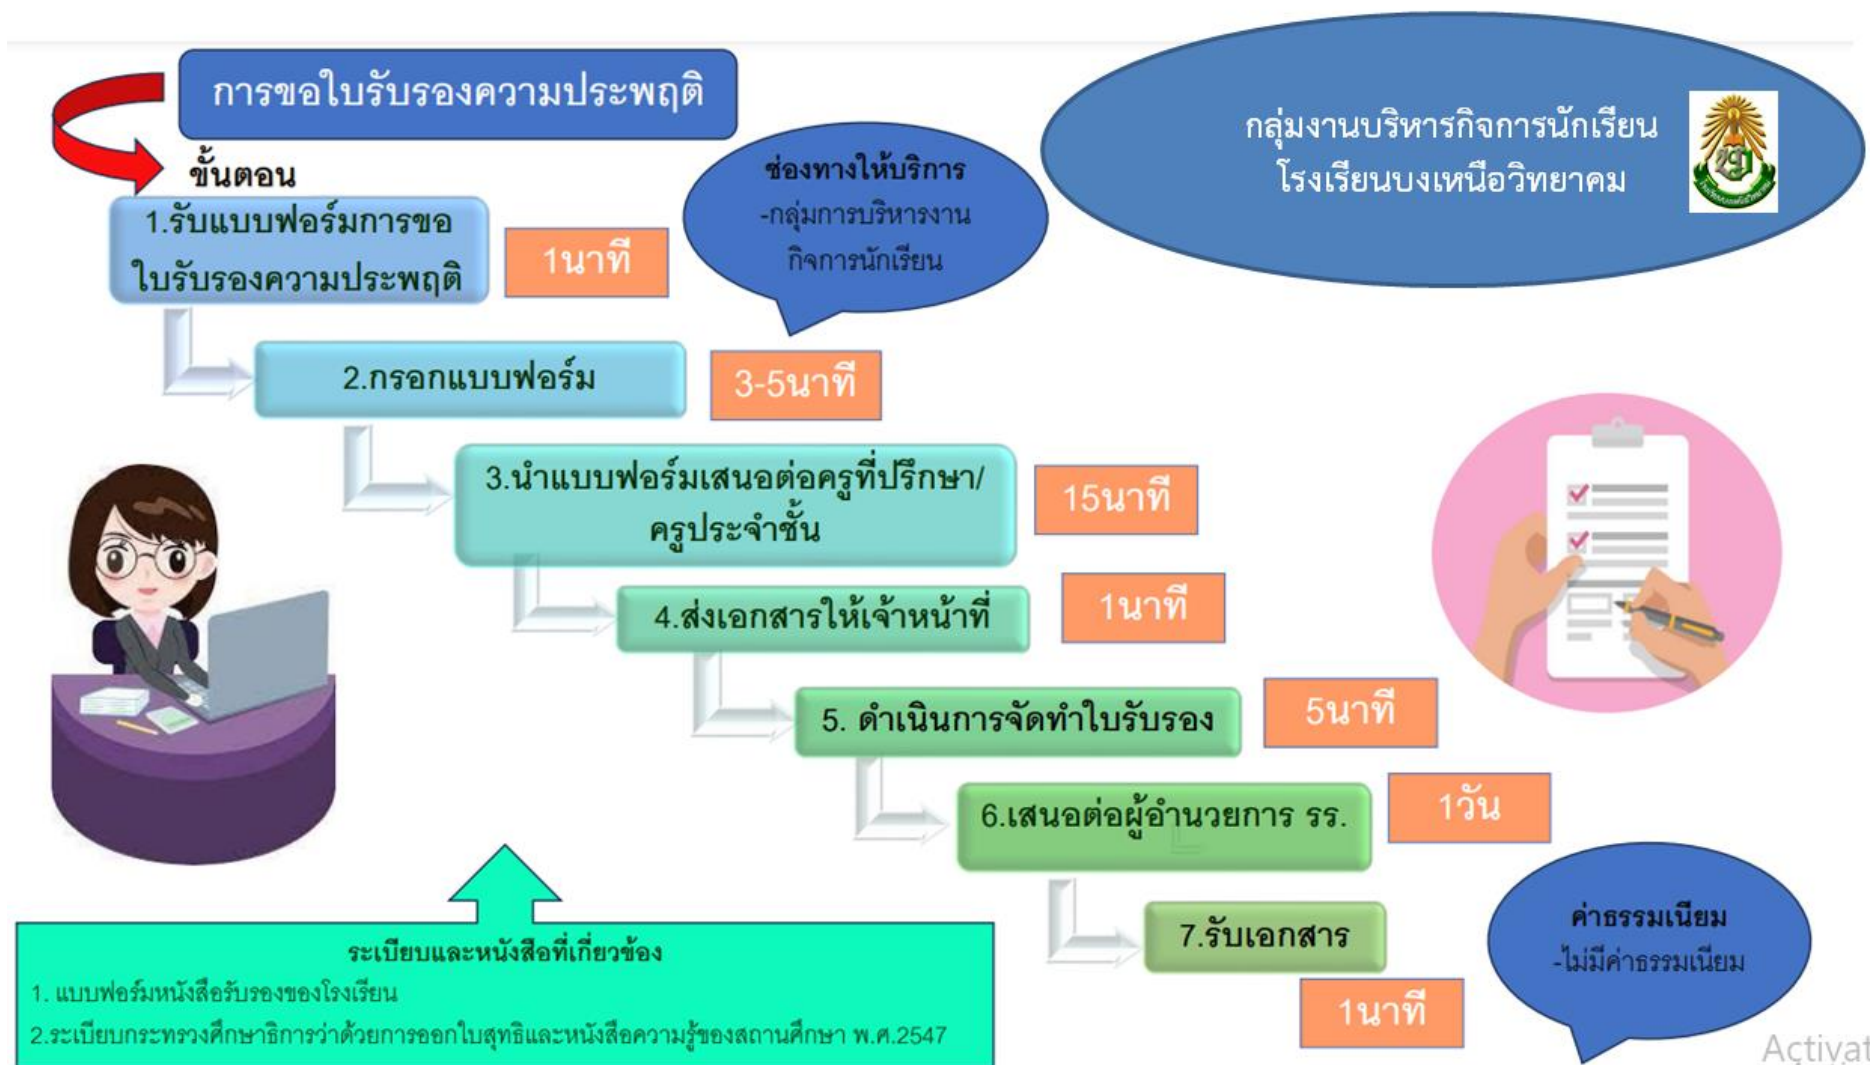 การขอใบรับรองความประพฤติ
กลุ่มงานบริหารกิจการนักเรียน
โรงเรียนบงเหนือวิทยาคม
ขั้นตอน
1.รับแบบฟอร์มการขอ
ใบรับรองความประพฤติ
1นาที
ช่องทางให้บริการ
-กลุ่มการบริหารงาน
กิจการนักเรียน
2.กรอกแบบฟอร์ม
3-5นาที
3.นำแบบฟอร์มเสนอต่อครูที่ปรึกษา/
ครูประจำชั้น
15นาที
4.ส่งเอกสารให้เจ้าหน้าที่
1นาที
5. ดำเนินการจัดทำใบรับรอง
5นาที
6.เสนอต่อผู้อำนวยการ รร.
1วัน
7.รับเอกสาร
1นาที
ค่าธรรมเนียม
-ไม่มีค่าธรรมเนียม
ระเบียบและหนังสือที่เกี่ยวข้อง
1. แบบฟอร์มหนังสือรับรองของโรงเรียน
2.ระเบียบกระทรวงศึกษาธิการว่าด้วยการออกใบสุทธิและหนังสือความรู้ของสถานศึกษา พ.ศ.2547
Activat